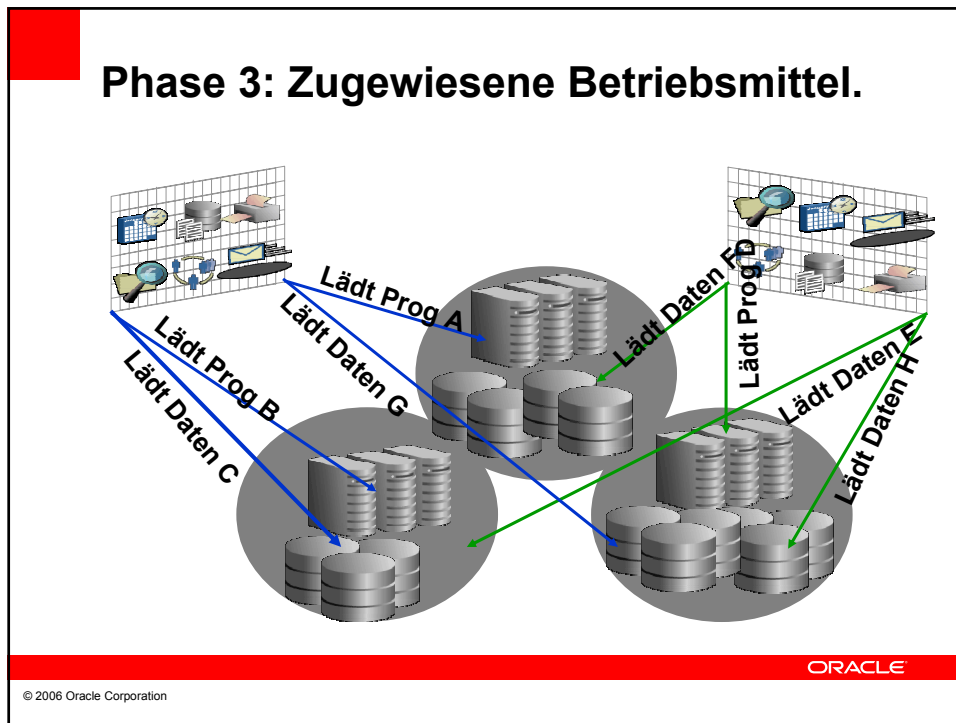 Phase 3: Zugewiesene Betriebsmittel.
Lädt Prog A
Lädt Daten G
Lädt Prog B
Lädt Daten C
Lädt Daten F
Lädt Prog D
Lädt Daten E
Lädt Daten H
ORACLE
© 2006 Oracle Corporation